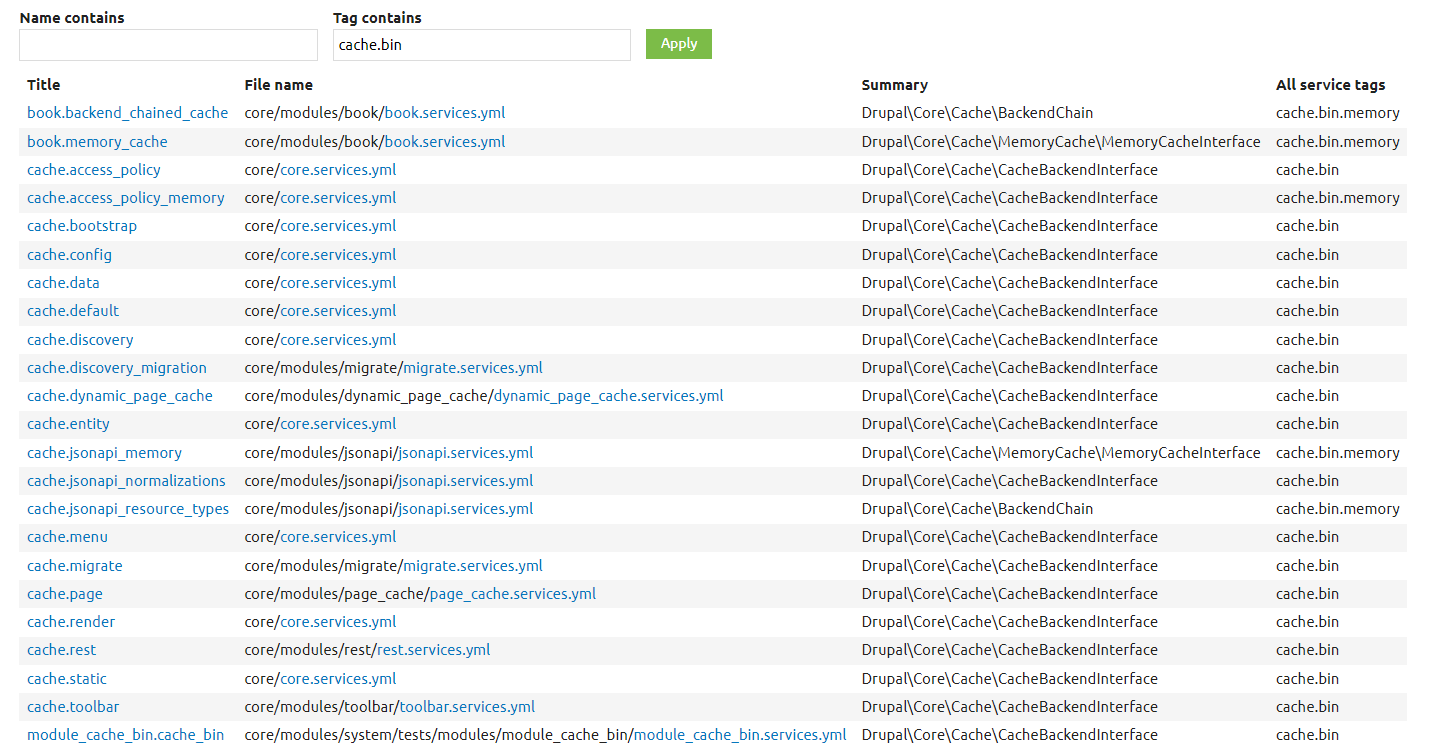 Name contains Tag contains
cache.bin Apply
Title File name Summary All service tags
book.backend_chained_cache core/modules/book/book.services.yml Drupal\Core\Cache\BackendChain cache.bin.memory
book.memory_cache core/modules/book/book.services.yml Drupal\Core\Cache\MemoryCache\MemoryCacheInterface cache.bin.memory
cache.access_policy core/core.services.yml Drupal\Core\Cache\CacheBackendInterface cache.bin
cache.access_policy_memory core/core.services.yml Drupal\Core\Cache\CacheBackendInterface cache.bin.memory
cache.bootstrap core/core.services.yml Drupal\Core\Cache\CacheBackendInterface cache.bin
cache.config core/core.services.yml Drupal\Core\Cache\CacheBackendInterface cache.bin
cache.data core/core.services.yml Drupal\Core\Cache\CacheBackendInterface cache.bin
cache.default core/core.services.yml Drupal\Core\Cache\CacheBackendInterface cache.bin
cache.discovery core/core.services.yml Drupal\Core\Cache\CacheBackendInterface cache.bin
cache.discovery_migration core/modules/migrate/migrate.services.yml Drupal\Core\Cache\CacheBackendInterface cache.bin
cache.dynamic_page_cache core/modules/dynamic_page_cache/dynamic_page_cache.services.yml Drupal\Core\Cache\CacheBackendInterface cache.bin
cache.entity core/core.services.yml Drupal\Core\Cache\CacheBackendInterface cache.bin
cache.jsonapi_memory core/modules/jsonapi/jsonapi.services.yml Drupal\Core\Cache\MemoryCache\MemoryCacheInterface cache.bin.memory
cache.jsonapi_normalizations core/modules/jsonapi/jsonapi.services.yml Drupal\Core\Cache\CacheBackendInterface cache.bin
cache.jsonapi_resource_types core/modules/jsonapi/jsonapi.services.yml Drupal\Core\Cache\BackendChain cache.bin.memory
cache.menu core/core.services.yml Drupal\Core\Cache\CacheBackendInterface cache.bin
cache.migrate core/modules/migrate/migrate.services.yml Drupal\Core\Cache\CacheBackendInterface cache.bin
cache.page core/modules/page_cache/page_cache.services.yml Drupal\Core\Cache\CacheBackendInterface cache.bin
cache.render core/core.services.yml Drupal\Core\Cache\CacheBackendInterface cache.bin
cache.rest core/modules/rest/rest.services.yml Drupal\Core\Cache\CacheBackendInterface cache.bin
cache.static core/core.services.yml Drupal\Core\Cache\CacheBackendInterface cache.bin
cache.toolbar core/modules/toolbar/toolbar.services.yml Drupal\Core\Cache\CacheBackendInterface cache.bin
module_cache_bin.cache_bin core/modules/system/tests/modules/module_cache_bin/module_cache_bin.services.yml Drupal\Core\Cache\CacheBackendInterface cache.bin